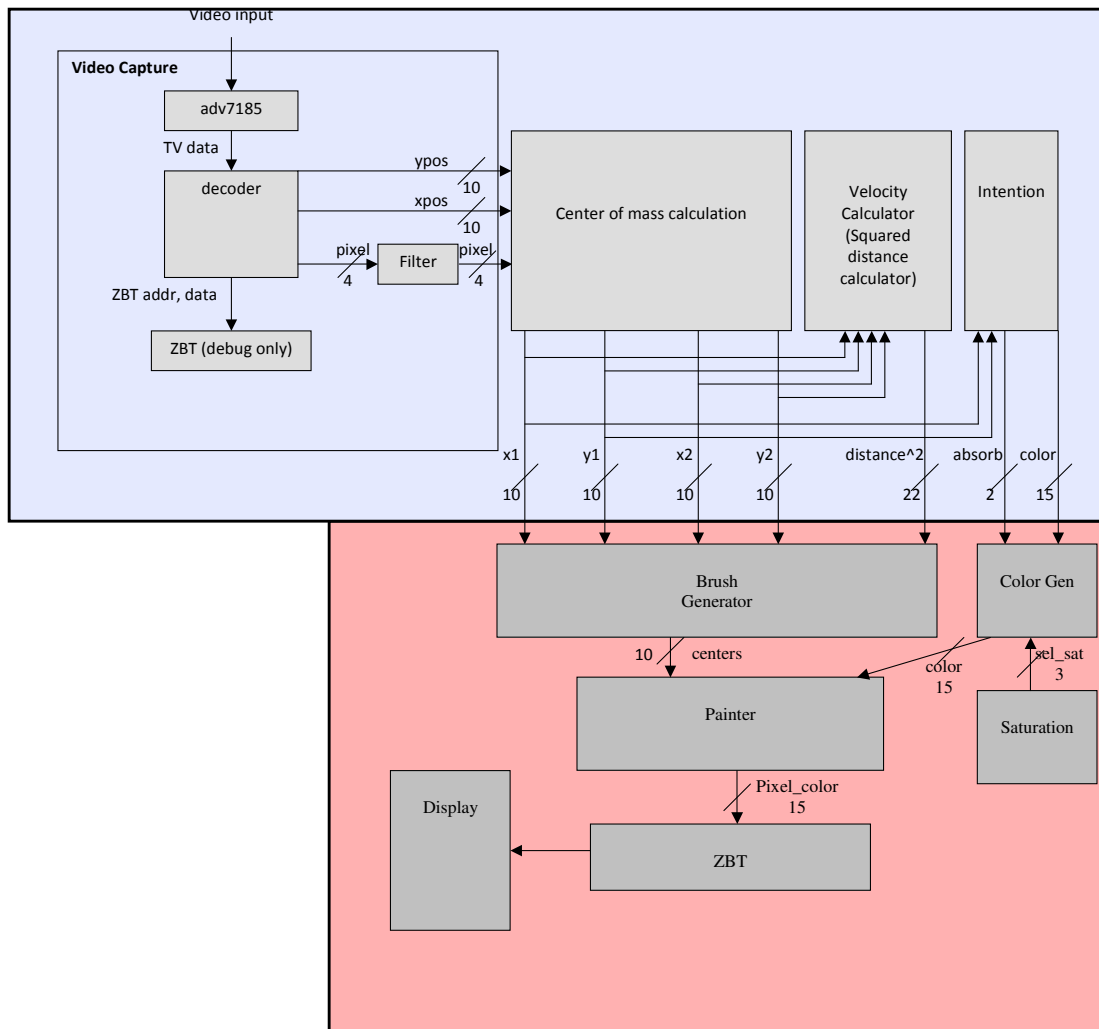 Video input
Video Capture
adv7185
TV data
decoder
ypos
10
xpos
10
pixel
4
Filter
pixel
4
ZBT addr, data
ZBT (debug only)
Center of mass calculation
Velocity
Calculator
(Squared
distance
calculator)
Intention
x1
10
y1
10
x2
10
y2
10
distance^2
22
absorb
2
color
15
Brush
Generator
Color Gen
10
centers
color
15
sel_sat
3
Painter
Saturation
Pixel_color
15
Display
ZBT